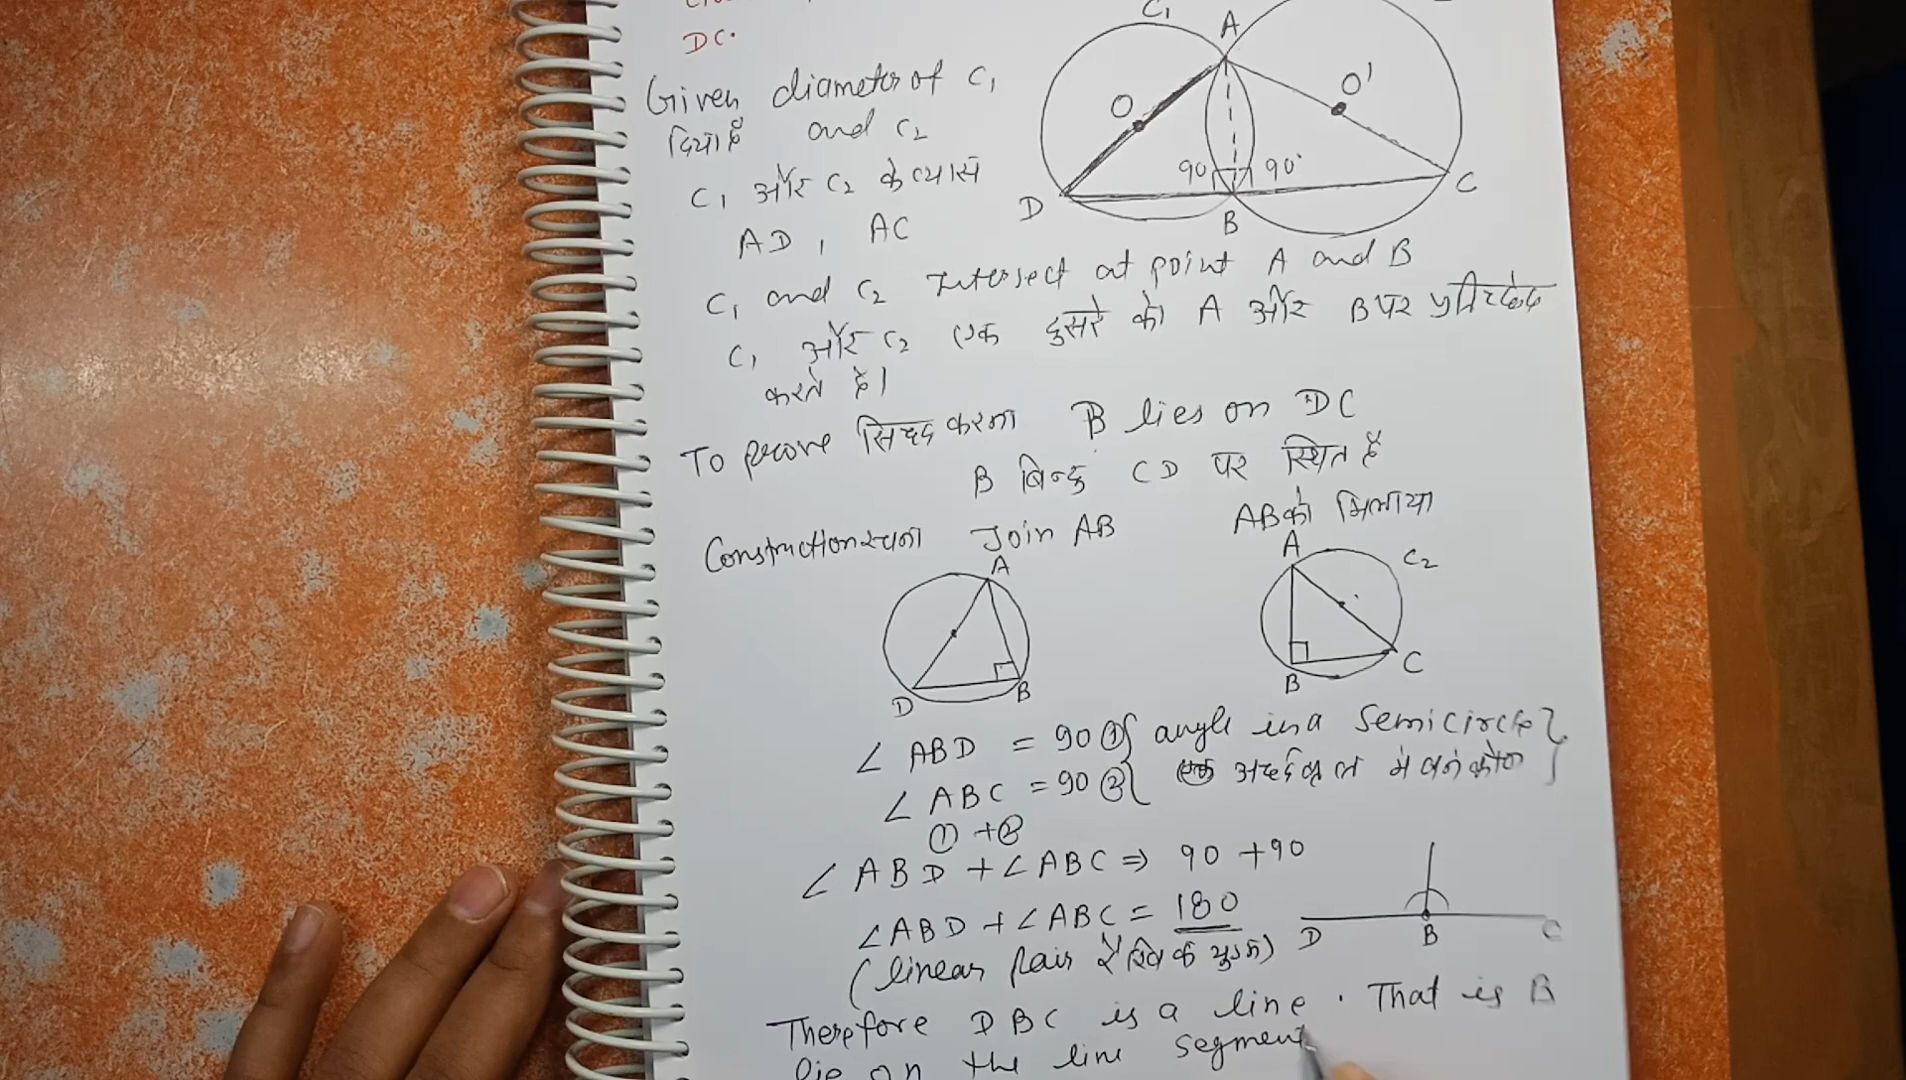 DC.
Given diameter of C₁
दिया है and C₂
C₁ और C₂ के व्यास
AD, AC
C₁
A
O
O'
90 90°
D
B
C
C₁ and C₂ Intersect at point A and B
C₁ और C₂ एक दुसरे को A और B पर प्रतिच्छेद
करते है।
To prove सिद्द करना B lies on DC
B बिन्दु CD पर स्थित है
Construction रचना Join AB AB को मिलाया
A
D
B
A
C₂
B
C
∠ABD = 90 ① { angle in a semicircle }
∠ABC = 90 ② { अर्द्दवृत में बने कोण }
① + ②
∠ABD + ∠ABC ⇒ 90 + 90
∠ABD + ∠ABC = 180
(linear pair रैखिक युग्म)
D B C
Therefore DBC is a line. That is B
lie on the line segment